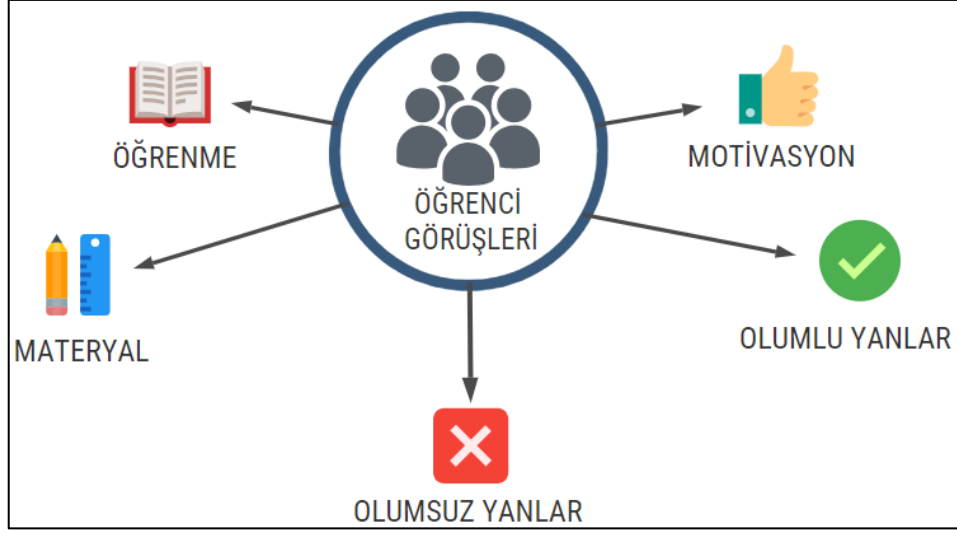 ÖĞRENME
MOTİVASYON
ÖĞRENCİ
GÖRÜŞLERİ
MATERYAL
OLUMLU YANLAR
OLUMSUZ YANLAR